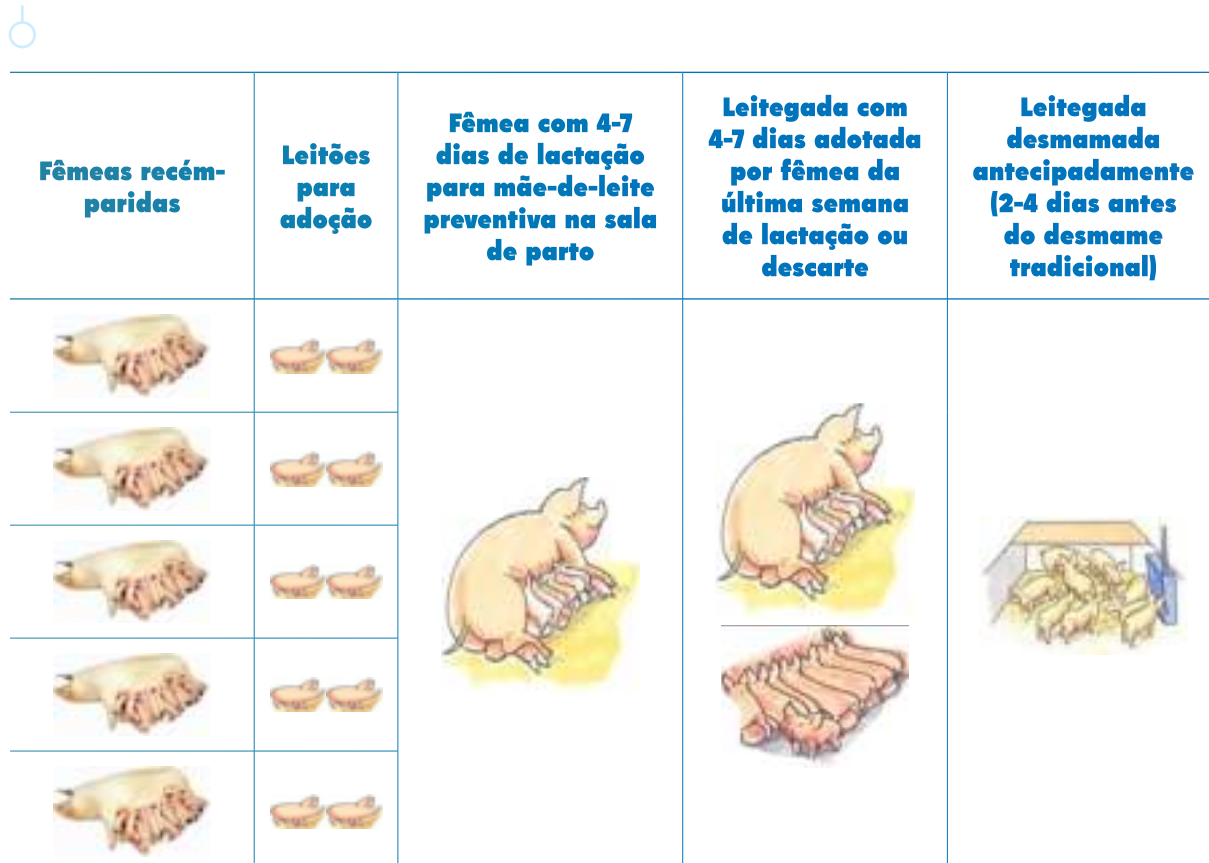 Fêmeas recém-
paridas
Leitões
para
adoção
Fêmea com 4-7
dias de lactação
para mãe-de-leite
preventiva na sala
de parto
Leitegada com
4-7 dias adotada
por fêmea da
última semana
de lactação ou
descarte
Leitegada
desmamada
antecipadamente
(2-4 dias antes
do desmame
tradicional)